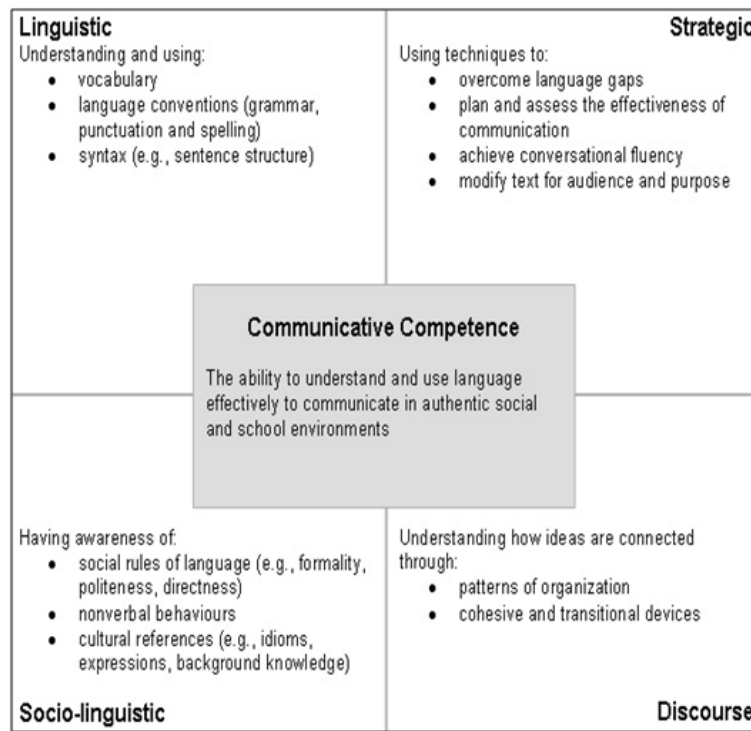 Linguistic
Understanding and using:
• vocabulary
• language conventions (grammar,
punctuation and spelling)
• syntax (e.g., sentence structure)
Strategic
Using techniques to:
• overcome language gaps
• plan and assess the effectiveness of
communication
• achieve conversational fluency
• modify text for audience and purpose
Communicative Competence
The ability to understand and use language
effectively to communicate in authentic social
and school environments
Having awareness of:
• social rules of language (e.g., formality,
politeness, directness)
• nonverbal behaviours
• cultural references (e.g., idioms,
expressions, background knowledge)
Socio-linguistic
Understanding how ideas are connected
through:
• patterns of organization
• cohesive and transitional devices
Discourse